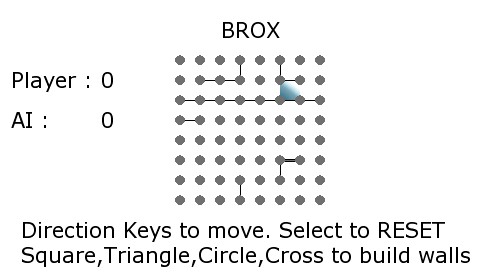 BROX
Player : 0
AI : 0
Direction Keys to move. Select to RESET
Square,Triangle,Circle,Cross to build walls